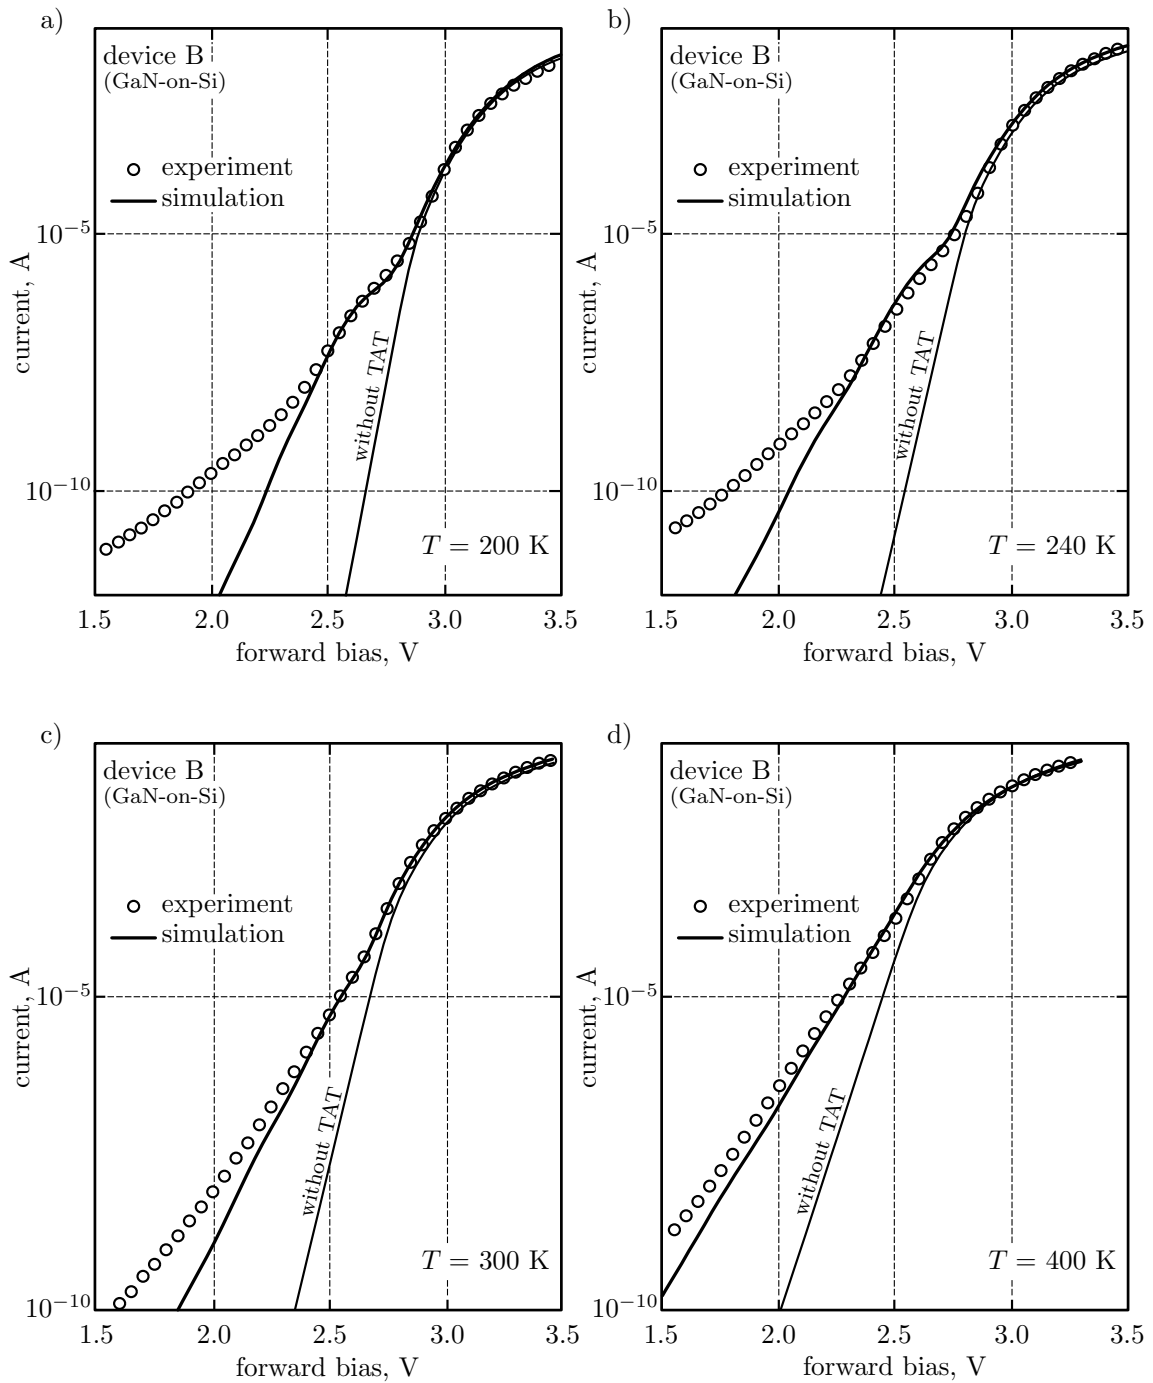 a)
device B
(GaN-on-Si)
experiment
simulation
without TAT
T = 200 K
10^{-5}
10^{-10}
current, A
1.5 2.0 2.5 3.0 3.5
forward bias, V
b)
device B
(GaN-on-Si)
experiment
simulation
without TAT
T = 240 K
10^{-5}
10^{-10}
current, A
1.5 2.0 2.5 3.0 3.5
forward bias, V
c)
device B
(GaN-on-Si)
experiment
simulation
without TAT
T = 300 K
10^{-5}
10^{-10}
current, A
1.5 2.0 2.5 3.0 3.5
forward bias, V
d)
device B
(GaN-on-Si)
experiment
simulation
without TAT
T = 400 K
10^{-5}
10^{-10}
current, A
1.5 2.0 2.5 3.0 3.5
forward bias, V